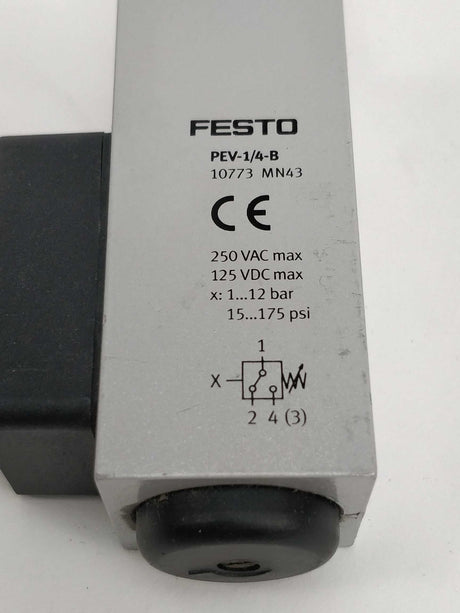 FESTO
PEV-1/4-B
10773 MN43
CE
250 VAC max
125 VDC max
x: 1...12 bar
15...175 psi
1
X
2 4 (3)